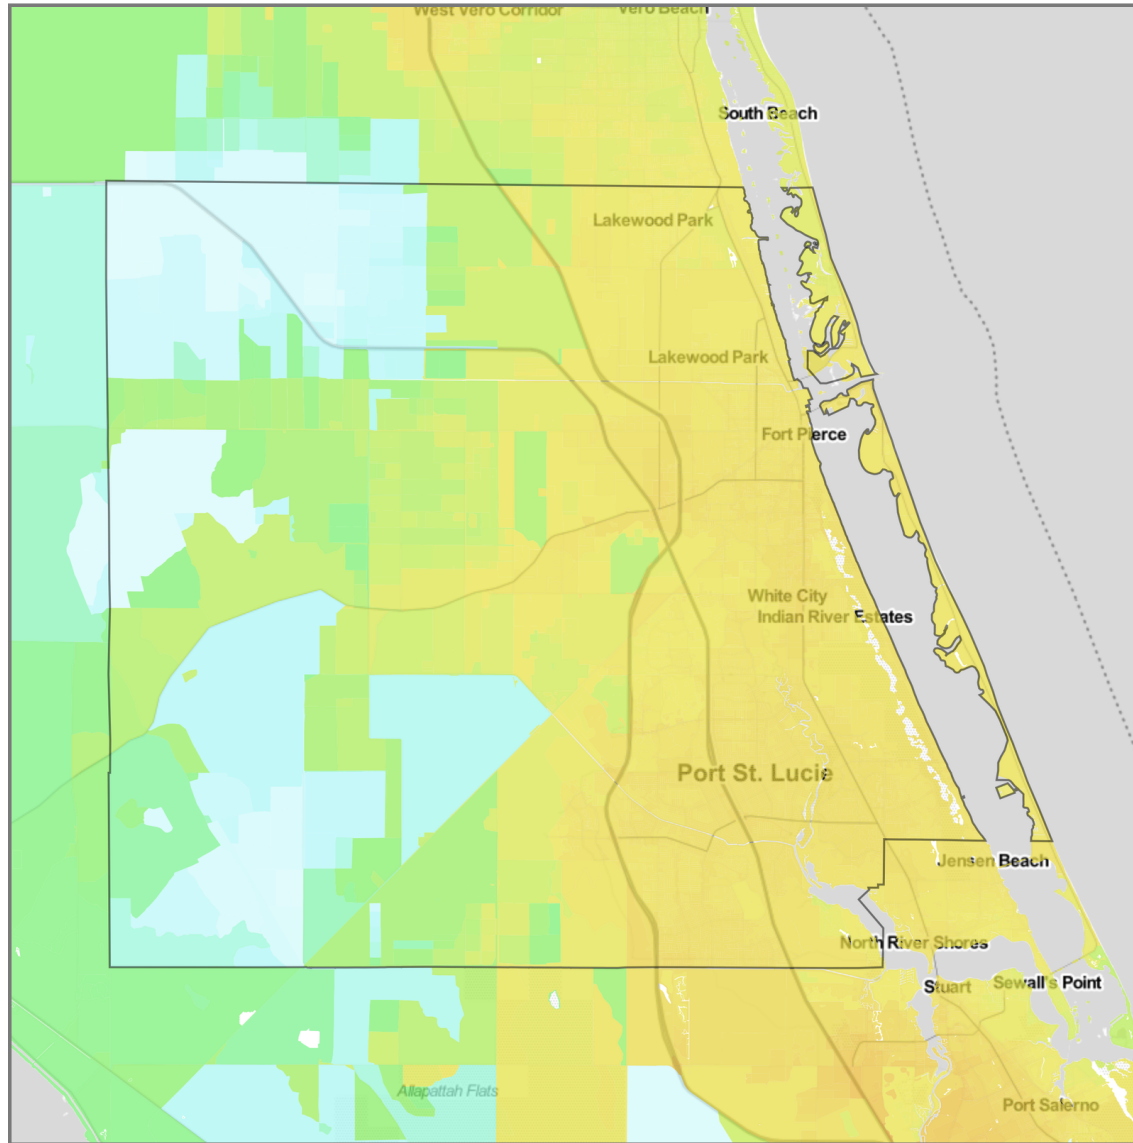 West Vero Corridor
Vero Beach
South Beach
Lakewood Park
Lakewood Park
Fort Pierce
White City
Indian River Estates
Port St. Lucie
Jensen Beach
North River Shores
Stuart
Sewall's Point
Allapattah Flats
Port Salerno